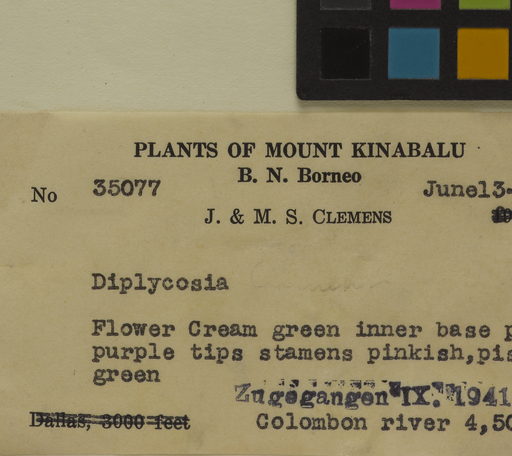 PLANTS OF MOUNT KINABALU
B. N. Borneo
No 35077 June13-
J. & M. S. CLEMENS
Diplycosia
Flower Cream green inner base p
purple tips stamens pinkish,pis
green
Zugegangen IX. 1941
Dallas, 3000 feet Colombon river 4,50